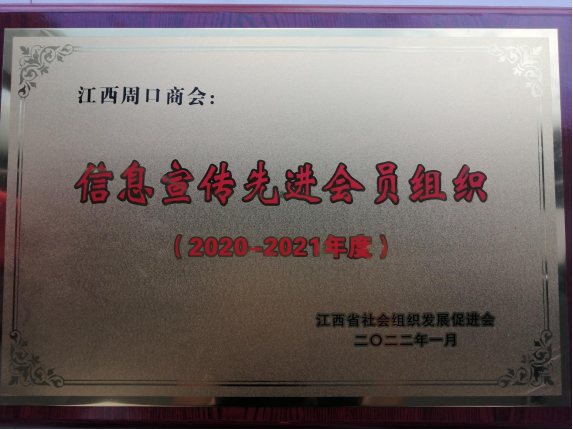 江西周口商会:
信息宣传先进会员组织
(2020-2021年度)
江西省社会组织发展促进会
二〇二二年一月